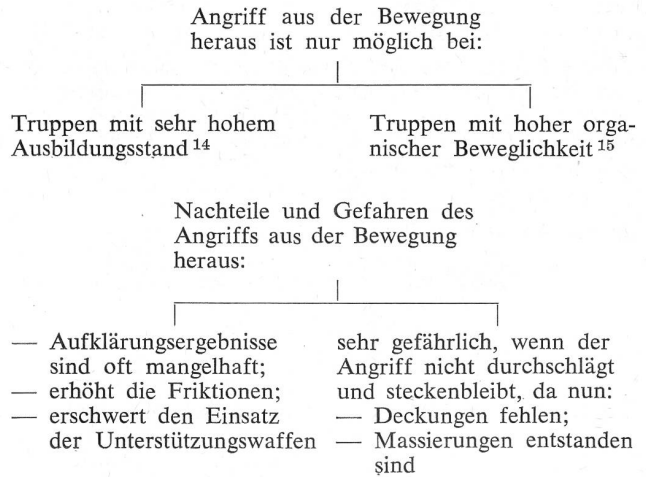 Angriff aus der Bewegung
heraus ist nur möglich bei:
Truppen mit sehr hohem
Ausbildungsstand 14
Truppen mit hoher orga-
nischer Beweglichkeit 15
Nachteile und Gefahren des
Angriffs aus der Bewegung
heraus:
— Aufklärungsergebnisse
sind oft mangelhaft;
— erhöht die Friktionen;
— erschwert den Einsatz
der Unterstützungswaffen
sehr gefährlich, wenn der
Angriff nicht durchschlägt
und steckenbleibt, da nun:
— Deckungen fehlen;
— Massierungen entstanden
sind